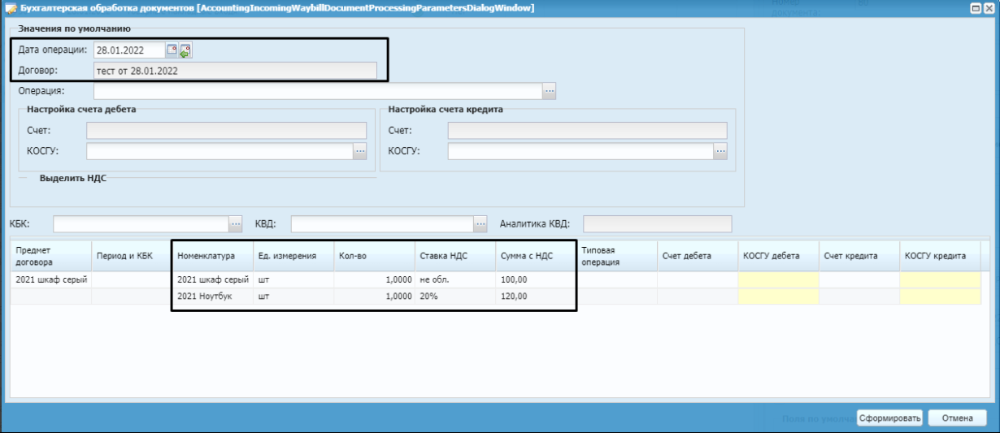 Бухгалтерская обработка документов [AccountingIncomingWaybillDocumentProcessingParametersDialogWindow]
Значения по умолчанию
Дата операции: 28.01.2022
Договор: тест от 28.01.2022
Операция:
Настройка счета дебета Настройка счета кредита
Счет: Счет:
КОСГУ: КОСГУ:
Выделить НДС
КБК: КВД: Аналитика КВД:
Предмет договора Период и КБК Номенклатура Ед. измерения Кол-во Ставка НДС Сумма с НДС Типовая операция Счет дебета КОСГУ дебета Счет кредита КОСГУ кредита
2021 шкаф серый 2021 шкаф серый шт 1,0000 не обл. 100,00
2021 Ноутбук шт 1,0000 20% 120,00
Сформировать Отмена